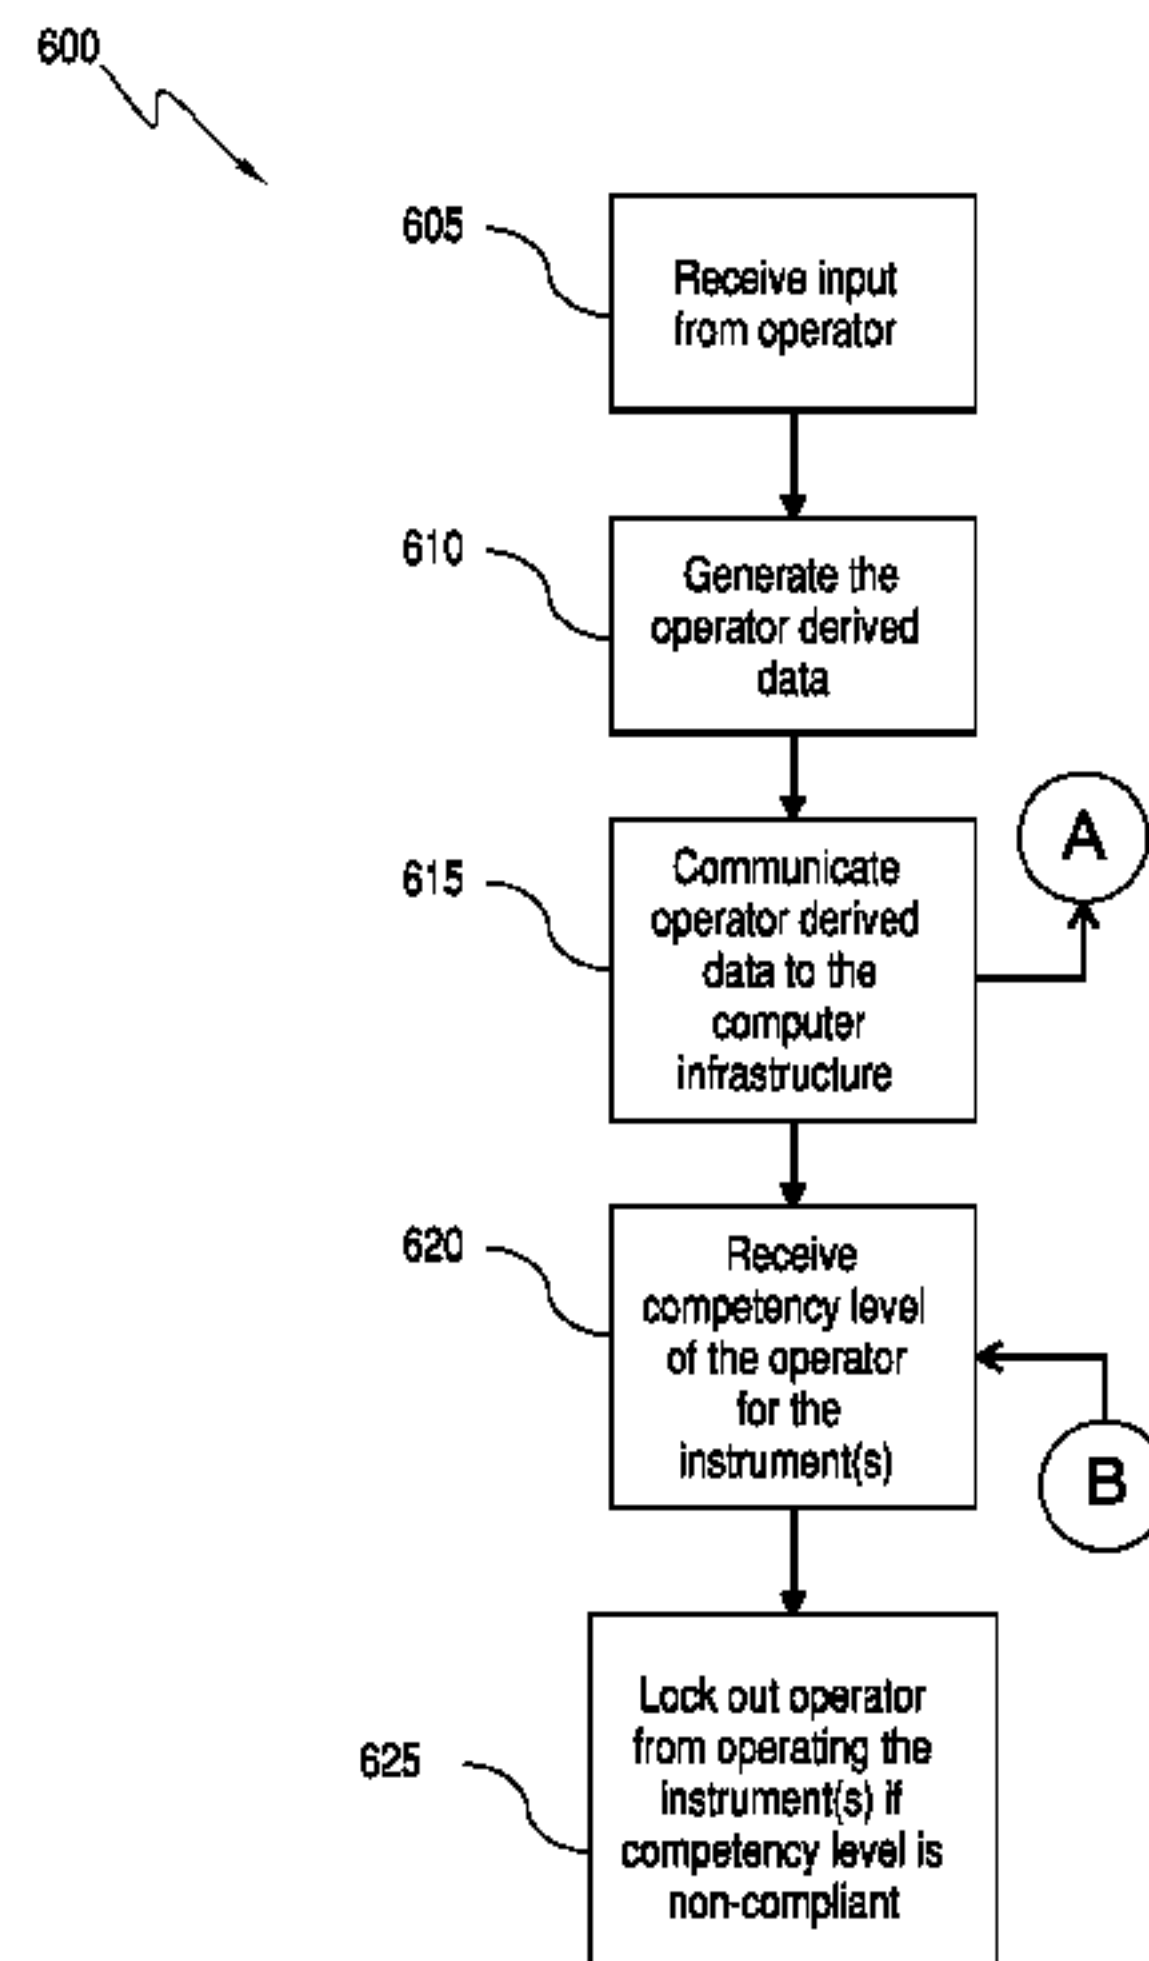 600
605
Receive input
from operator
610
Generate the
operator derived
data
A
615
Communicate
operator derived
data to the
computer
infrastructure
620
Receive
competency level
of the operator
for the
instrument(s)
B
625
Lock out operator
from operating the
instrument(s) if
competency level is
non-compliant